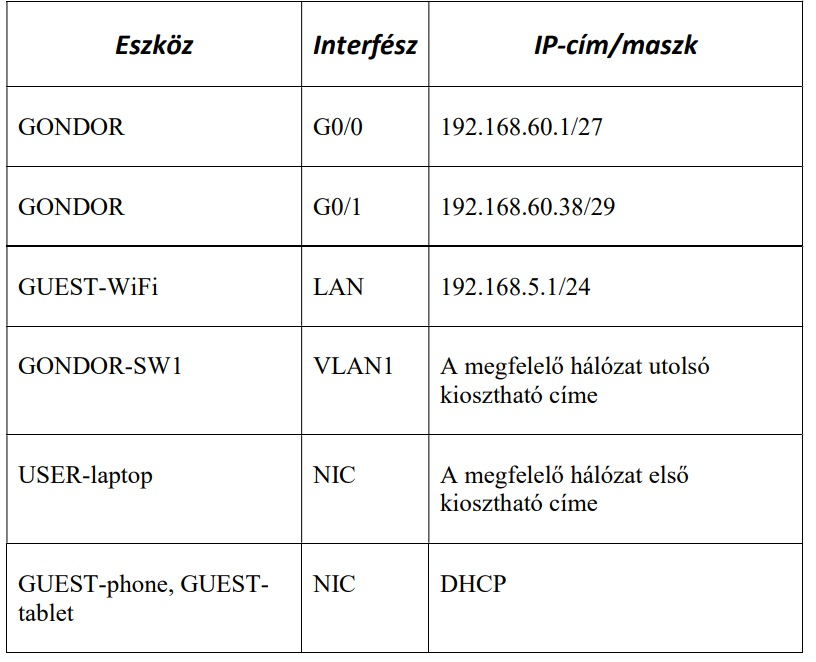 Eszköz Interfész IP-cím/maszk
GONDOR G0/0 192.168.60.1/27
GONDOR G0/1 192.168.60.38/29
GUEST-WiFi LAN 192.168.5.1/24
GONDOR-SW1 VLAN1 A megfelelő hálózat utolsó
kiosztható címe
USER-laptop NIC A megfelelő hálózat első
kiosztható címe
GUEST-phone, GUEST- NIC DHCP
tablet